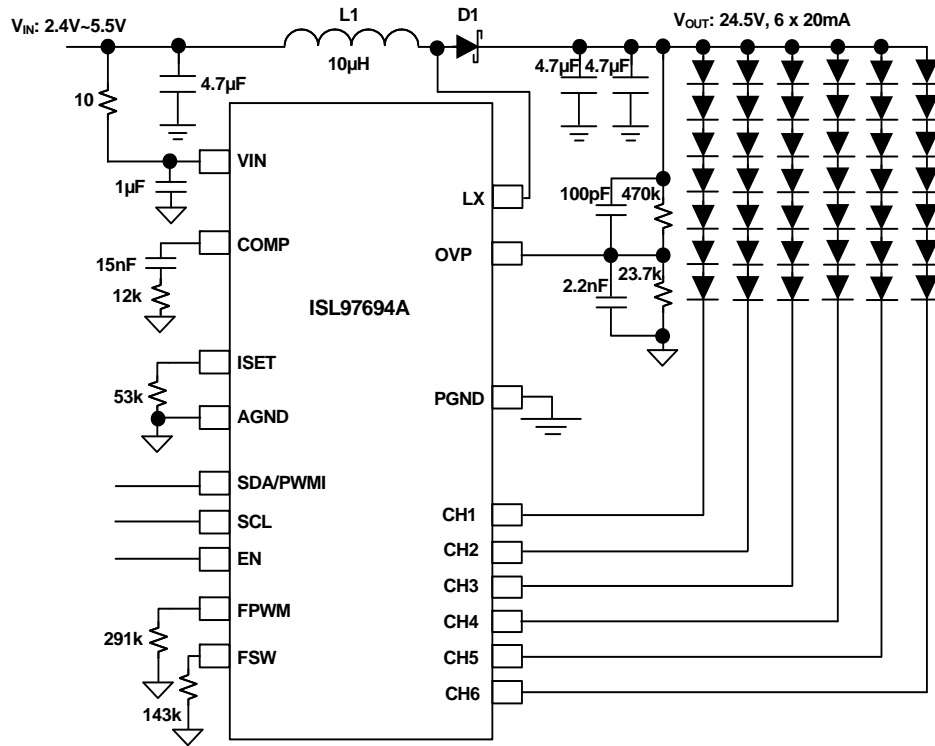 V_IN: 2.4V~5.5V
L1
D1
V_OUT: 24.5V, 6 x 20mA
10µH
4.7µF
4.7µF
4.7µF
10
VIN
1µF
LX
100pF
470k
COMP
OVP
15nF
12k
2.2nF
23.7k
ISL97694A
ISET
53k
PGND
AGND
SDA/PWMI
SCL
EN
CH1
CH2
CH3
FPWM
CH4
291k
FSW
CH5
143k
CH6